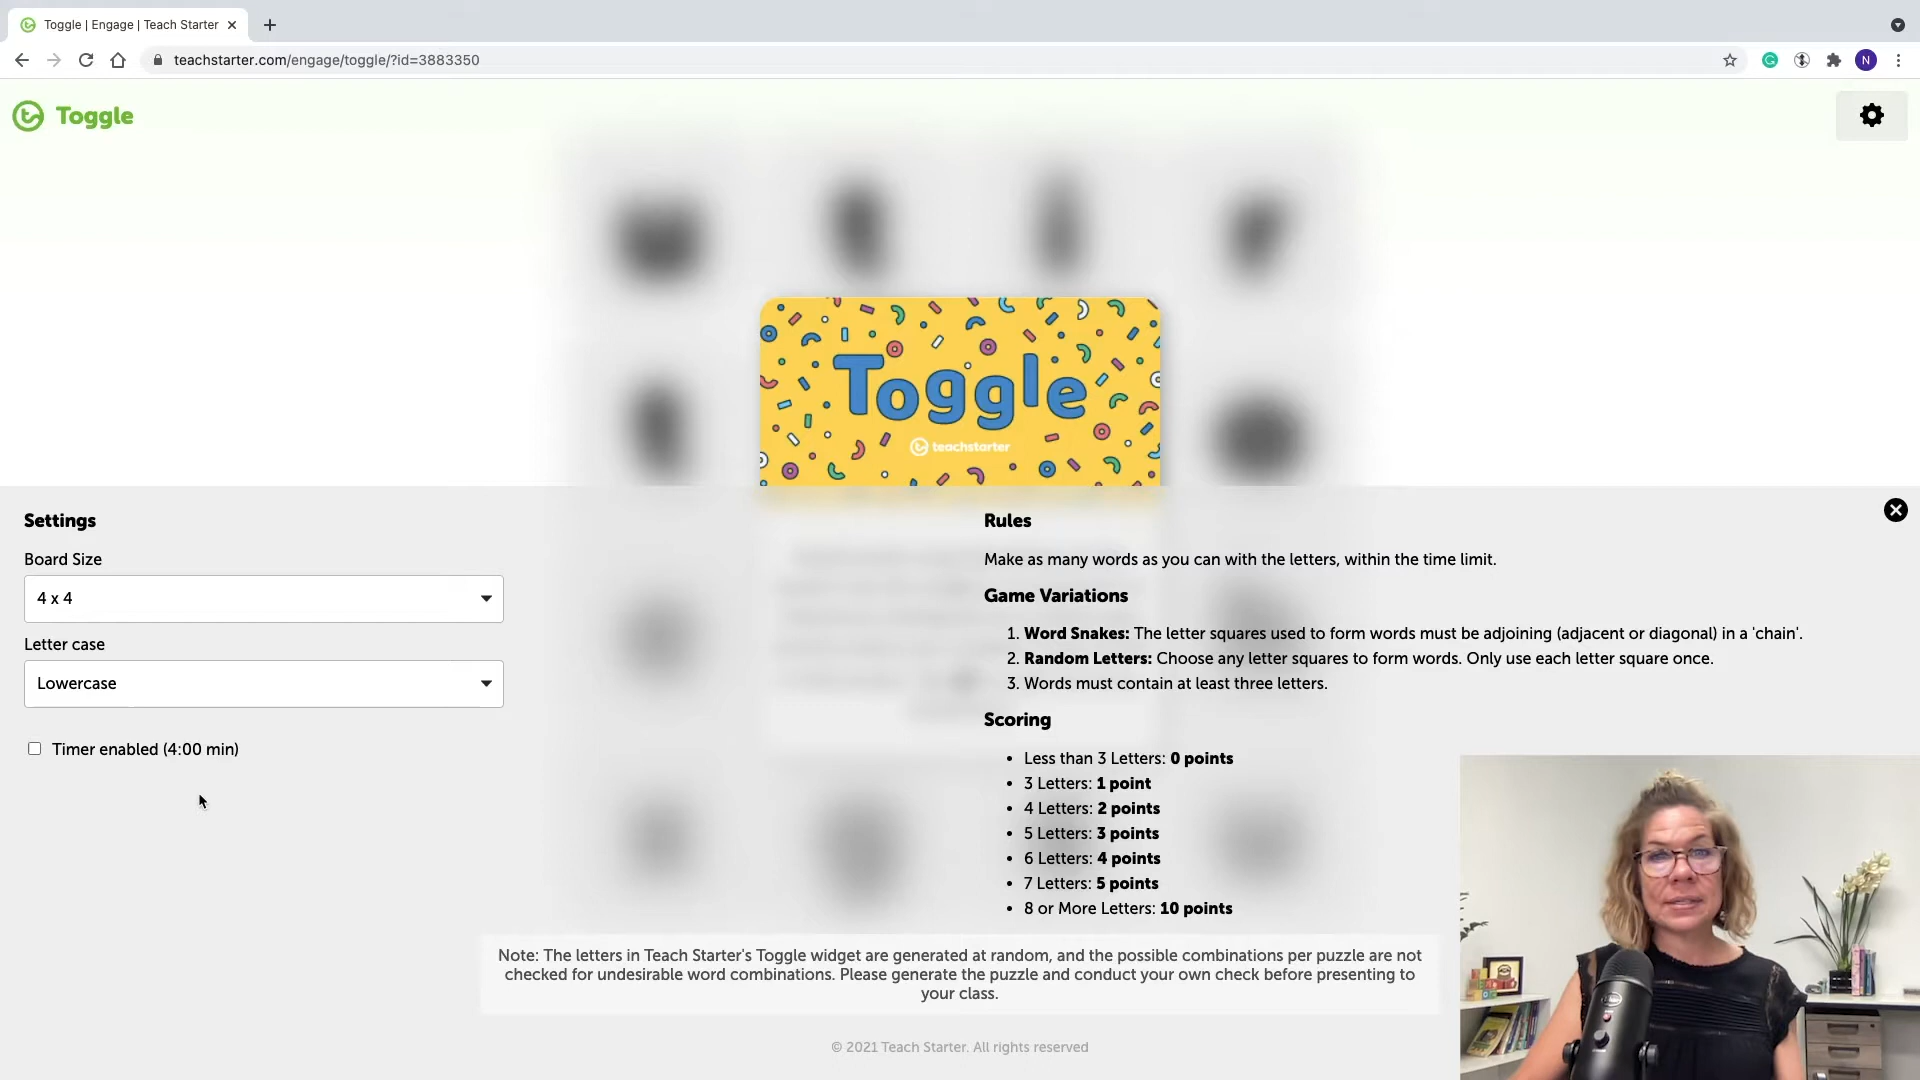 Toggle | Engage | Teach Starter
teachstarter.com/engage/toggle/?id=3883350
N
Toggle
Toggle
teachstarter
Settings
Board Size
4 x 4
Letter case
Lowercase
Timer enabled (4:00 min)
Rules
Make as many words as you can with the letters, within the time limit.
Game Variations
1. Word Snakes: The letter squares used to form words must be adjoining (adjacent or diagonal) in a 'chain'.
2. Random Letters: Choose any letter squares to form words. Only use each letter square once.
3. Words must contain at least three letters.
Scoring
• Less than 3 Letters: 0 points
• 3 Letters: 1 point
• 4 Letters: 2 points
• 5 Letters: 3 points
• 6 Letters: 4 points
• 7 Letters: 5 points
• 8 or More Letters: 10 points
Note: The letters in Teach Starter's Toggle widget are generated at random, and the possible combinations per puzzle are not
checked for undesirable word combinations. Please generate the puzzle and conduct your own check before presenting to
your class.
© 2021 Teach Starter. All rights reserved